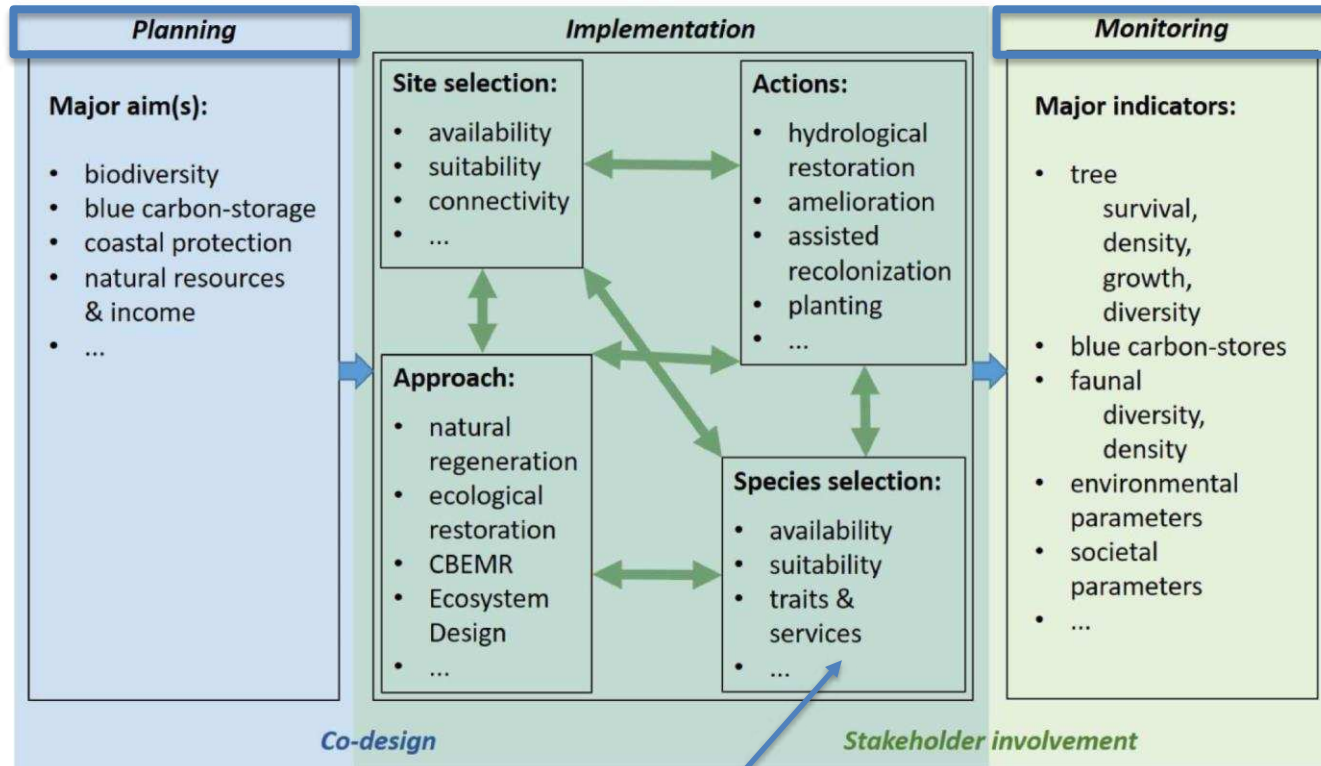 Planning
Major aim(s):
• biodiversity
• blue carbon-storage
• coastal protection
• natural resources
& income
• ...
Implementation
Site selection:
• availability
• suitability
• connectivity
• ...
Actions:
• hydrological
restoration
• amelioration
• assisted
recolonization
• planting
• ...
Approach:
• natural
regeneration
• ecological
restoration
• CBEMR
• Ecosystem
Design
• ...
Species selection:
• availability
• suitability
• traits &
services
• ...
Monitoring
Major indicators:
• tree
survival,
density,
growth,
diversity
• blue carbon-stores
• faunal
diversity,
density
• environmental
parameters
• societal
parameters
• ...
Co-design
Stakeholder involvement